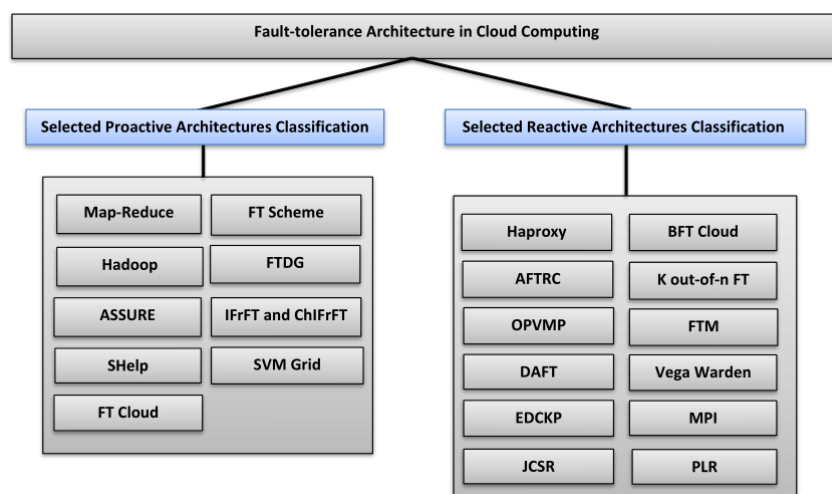 Fault-tolerance Architecture in Cloud Computing
Selected Proactive Architectures Classification
Selected Reactive Architectures Classification
Map-Reduce
FT Scheme
Hadoop
FTDG
ASSURE
IFrFT and ChIFrFT
SHelp
SVM Grid
FT Cloud
Haproxy
BFT Cloud
AFTRC
K out-of-n FT
OPVMP
FTM
DAFT
Vega Warden
EDCKP
MPI
JCSR
PLR